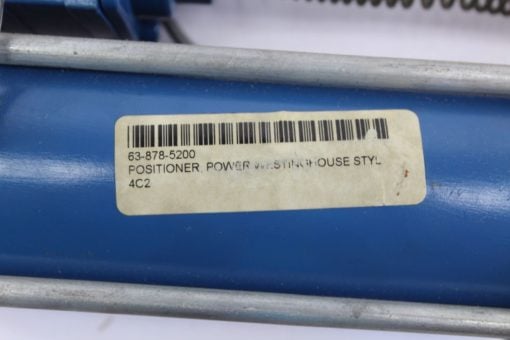 63-878-5200
POSITIONER, POWER WESTINGHOUSE STYL
4C2